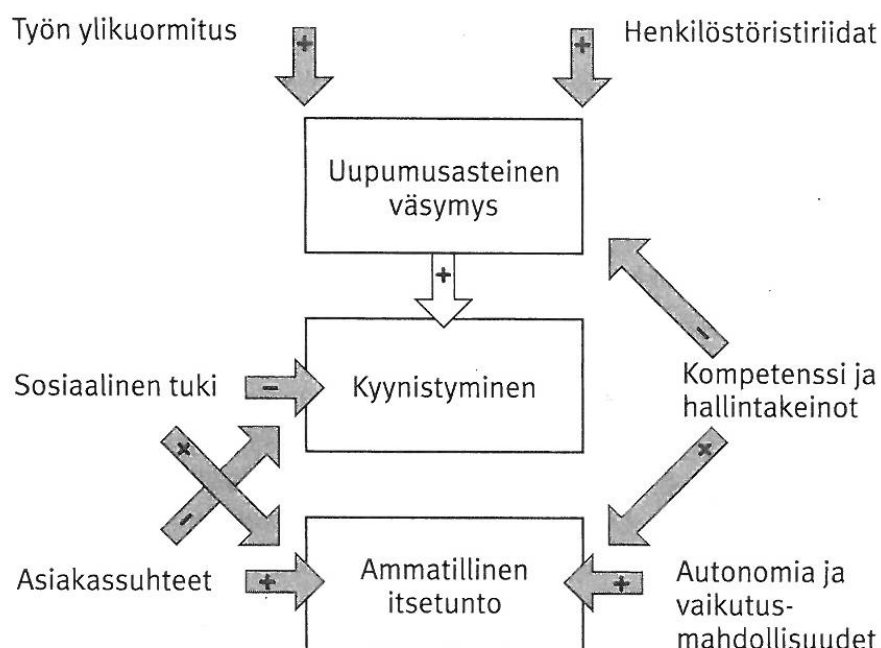 Työn ylikuormitus
+
+
Henkilöstöristiriidat
Uupumusasteinen
väsymys
+
−
Sosiaalinen tuki
−
Kyynistyminen
Kompetenssi ja
hallintakeinot
+
+
−
Asiakassuhteet
+
Ammatillinen
itsetunto
+
Autonomia ja
vaikutus-
mahdollisuudet